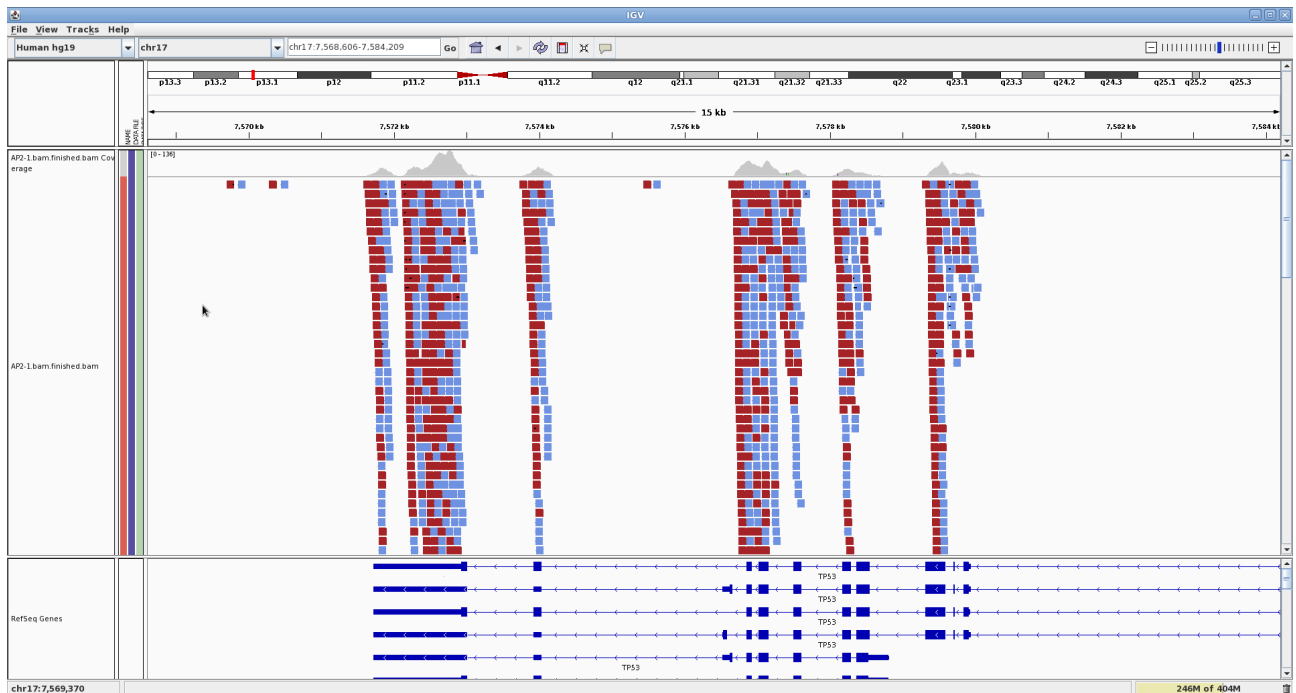 IGV
File View Tracks Help
Human hg19 chr17 chr17:7,568,606-7,584,209 Go
p13.3 p13.2 p13.1 p12 p11.2 p11.1 q11.2 q12 q21.1 q21.31 q21.32 q21.33 q22 q23.1 q23.3 q24.2 q24.3 q25.1 q25.2 q25.3
15 kb
7,570 kb 7,572 kb 7,574 kb 7,576 kb 7,578 kb 7,580 kb 7,582 kb 7,584 kb
NAME
DATA FILE
AP2-1.bam.finished.bam Cov
erage
[0 - 136]
AP2-1.bam.finished.bam
RefSeq Genes
TP53
TP53
TP53
TP53
TP53
chr17:7,569,370
246M of 404M